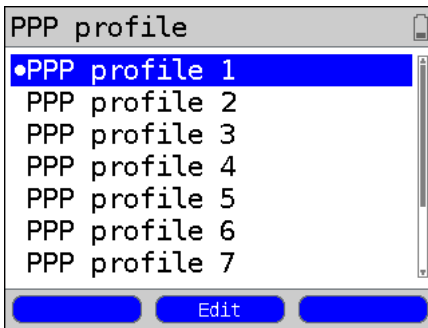 PPP profile
•PPP profile 1
PPP profile 2
PPP profile 3
PPP profile 4
PPP profile 5
PPP profile 6
PPP profile 7
Edit